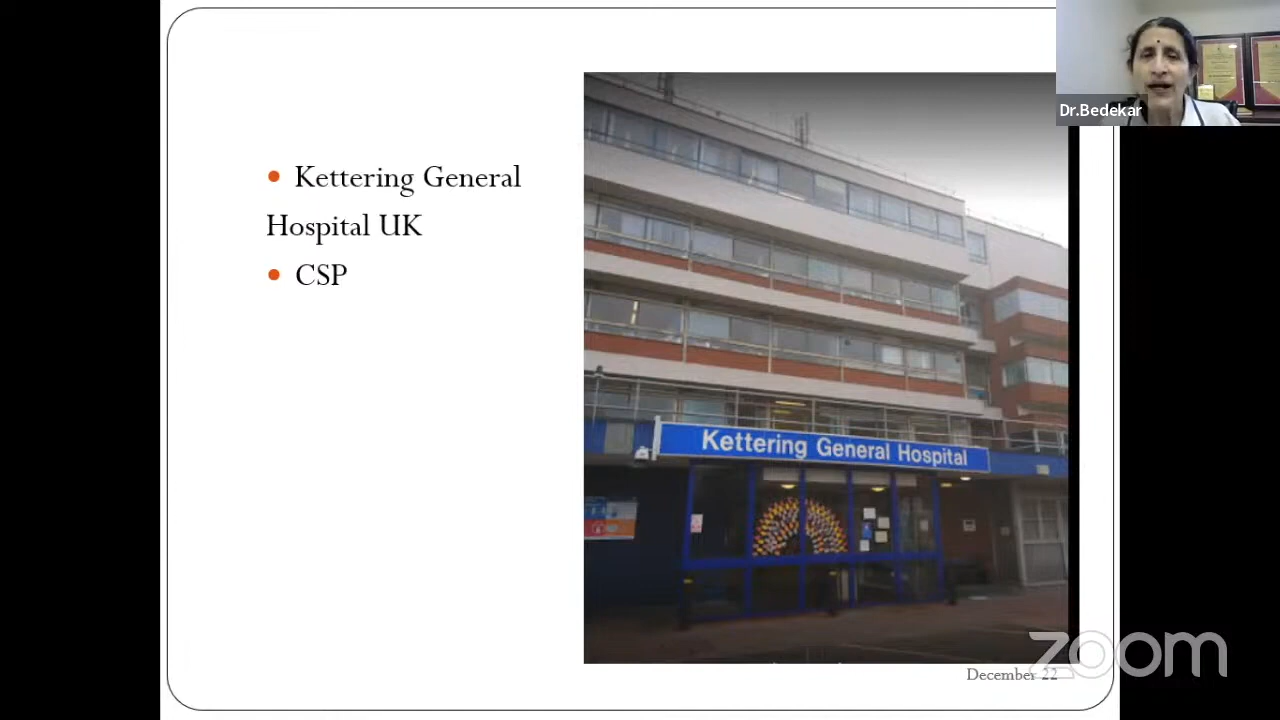 Dr.Bedekar
• Kettering General
Hospital UK
• CSP
Kettering General Hospital
December 22
zoom